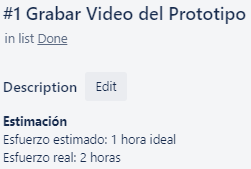 #1 Grabar Video del Prototipo
in list Done
Description Edit
Estimación
Esfuerzo estimado: 1 hora ideal
Esfuerzo real: 2 horas